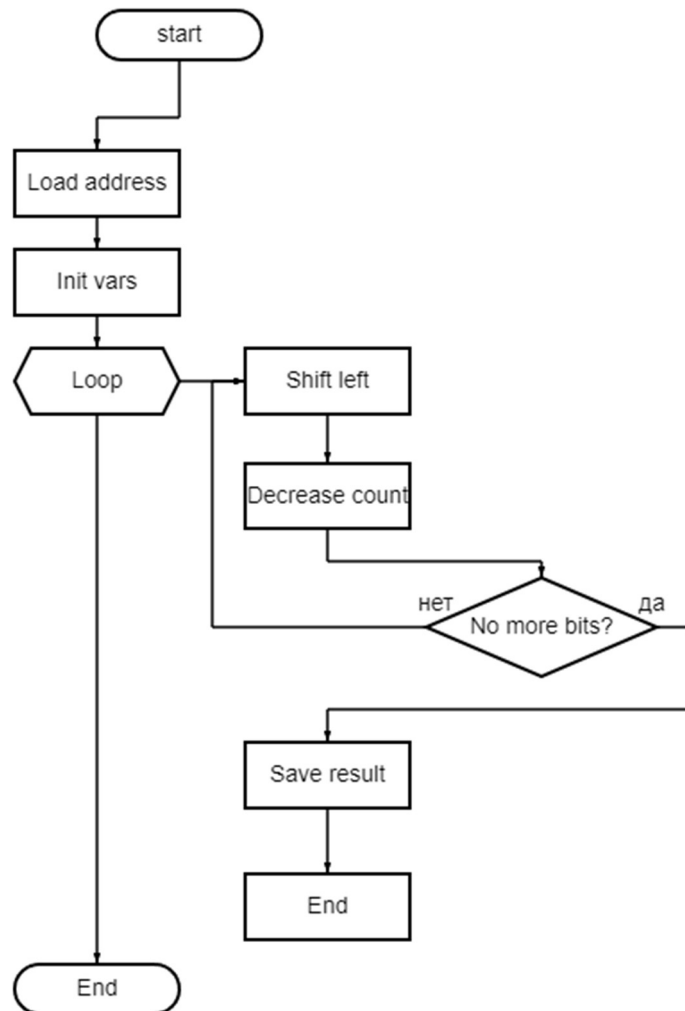 start
Load address
Init vars
Loop
Shift left
Decrease count
нет
да
No more bits?
Save result
End
End